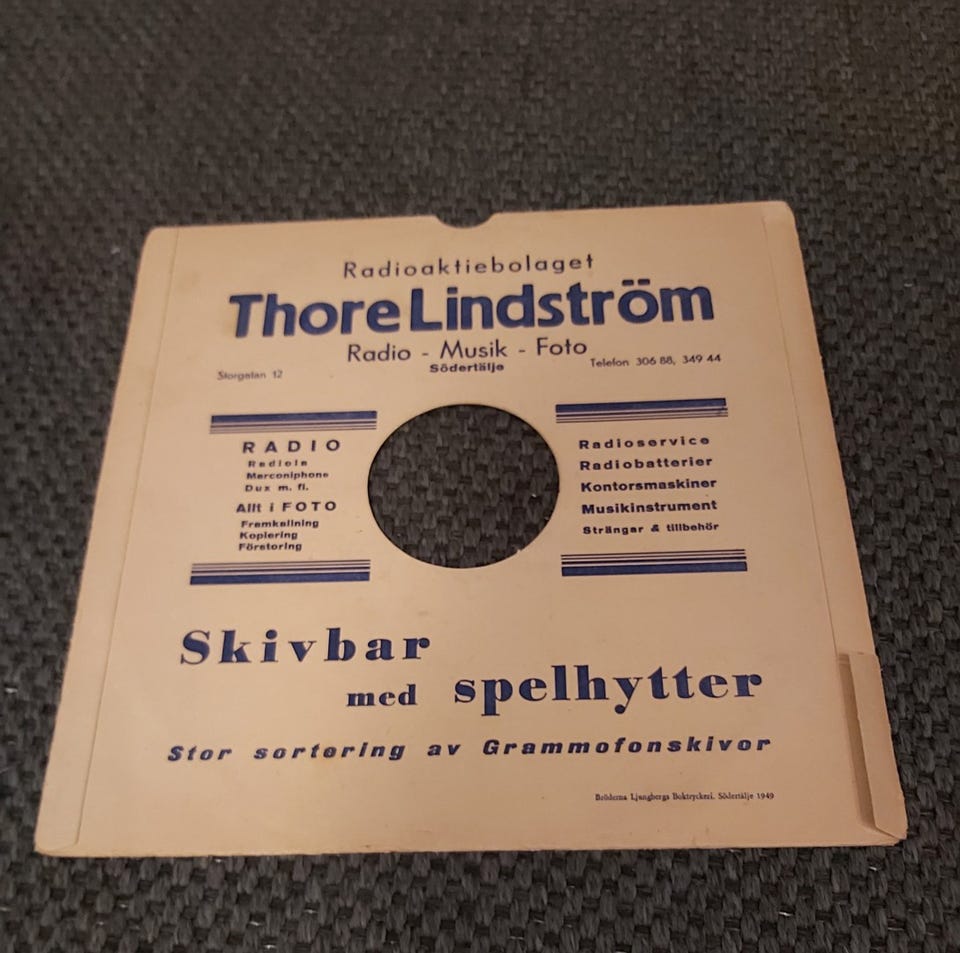 Radioaktiebolaget
Thore Lindström
Radio - Musik - Foto
Storgatan 12
Södertälje
Telefon 306 88, 349 44
RADIO
Radiola
Marconiphone
Dux m. fl.
Allt i FOTO
Framkallning
Kopiering
Förstoring
Radioservice
Radiobatterier
Kontorsmaskiner
Musikinstrument
Strängar & tillbehör
Skivbar
med spelhytter
Stor sortering av Grammofonskivor
Bröderna Ljungbergs Boktryckeri, Södertälje 1949